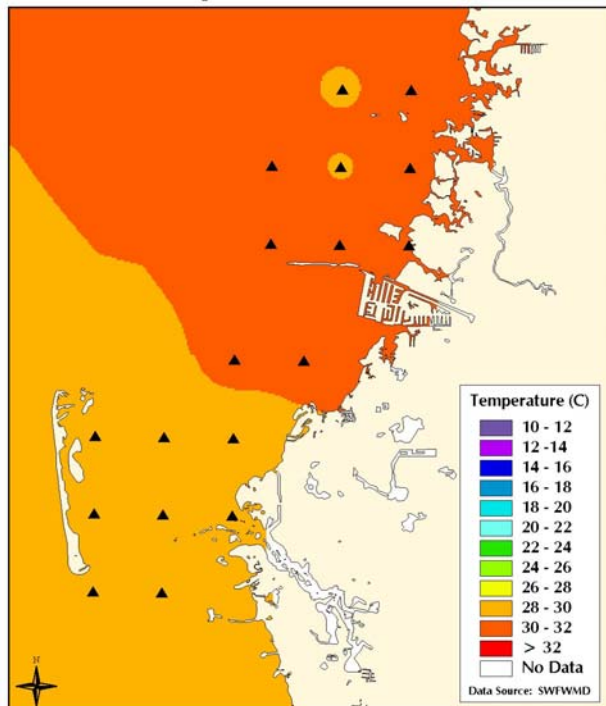 Temperature (C)
10 - 12
12 -14
14 - 16
16 - 18
18 - 20
20 - 22
22 - 24
24 - 26
26 - 28
28 - 30
30 - 32
> 32
No Data
Data Source: SWFWMD
N